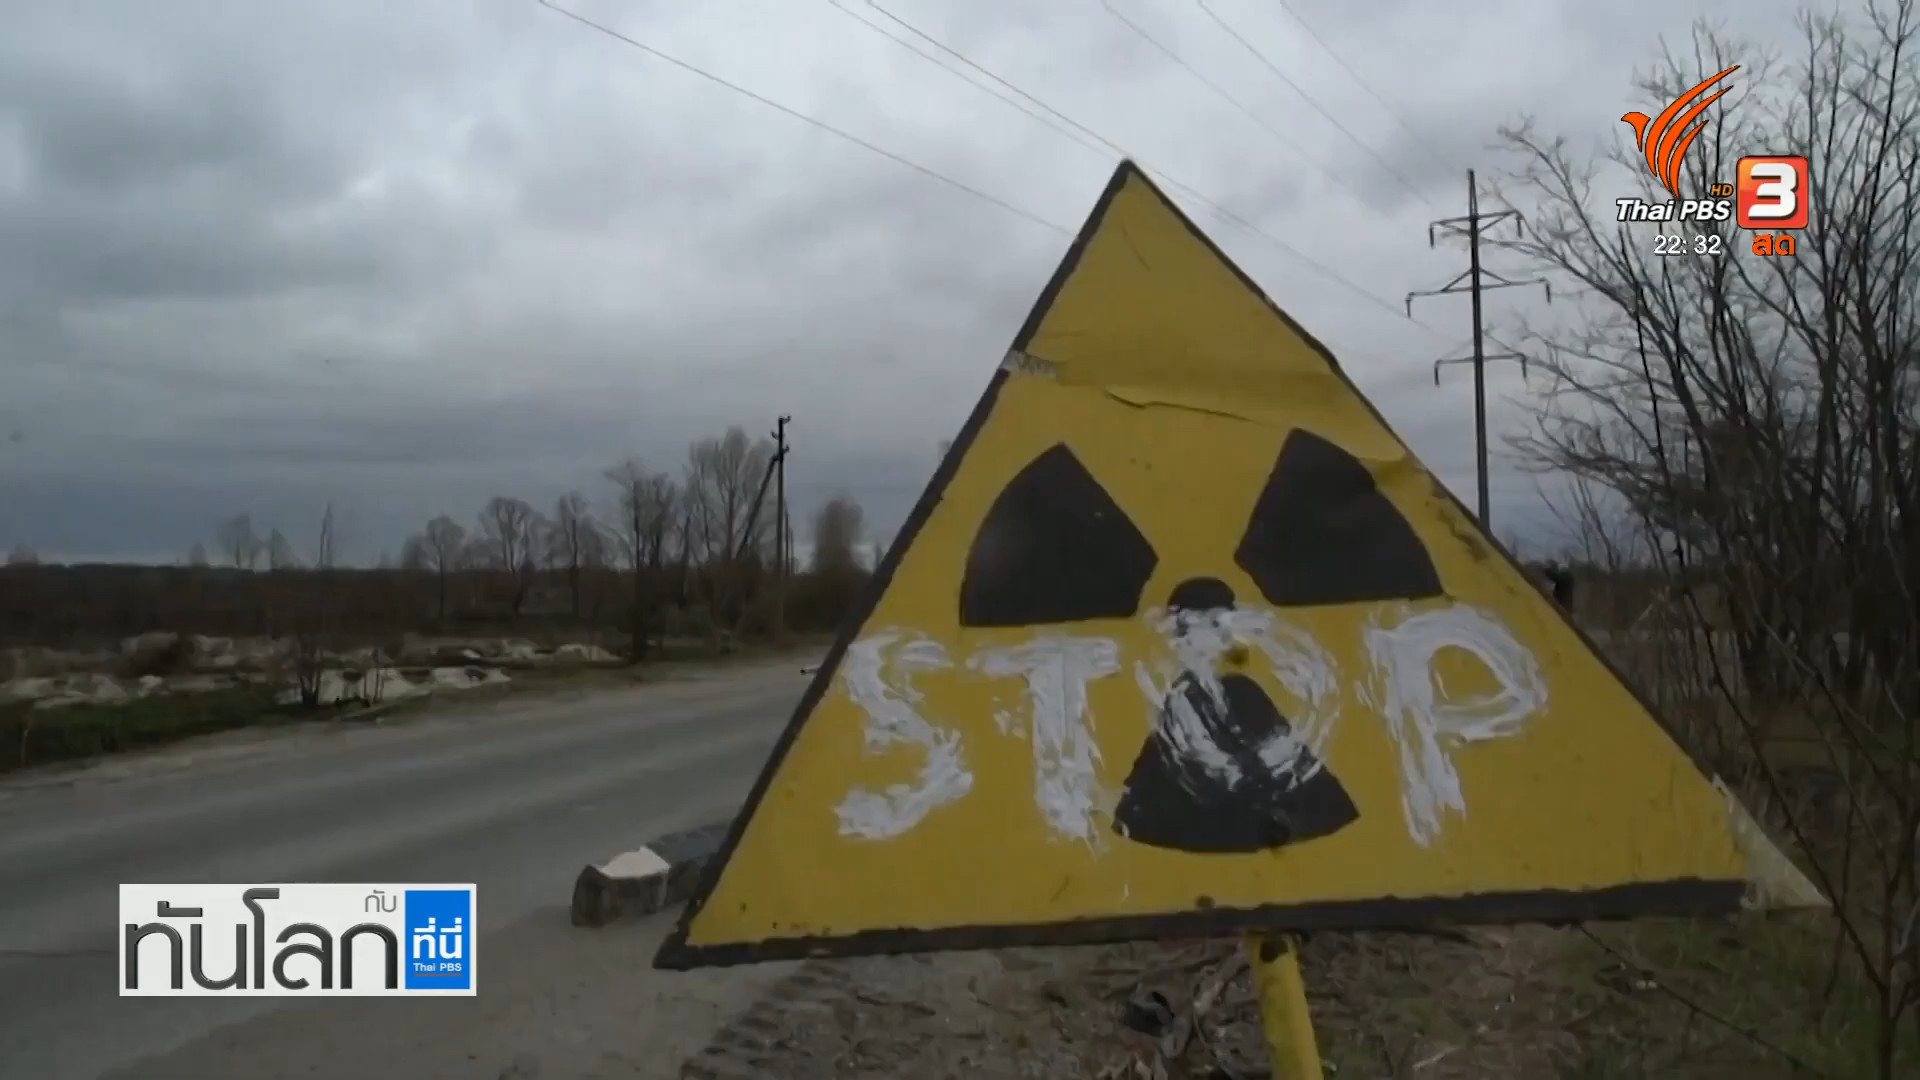 HD
Thai PBS 3
22:32 สด
STOP
กับ
ทันโลก ที่นี่
Thai PBS